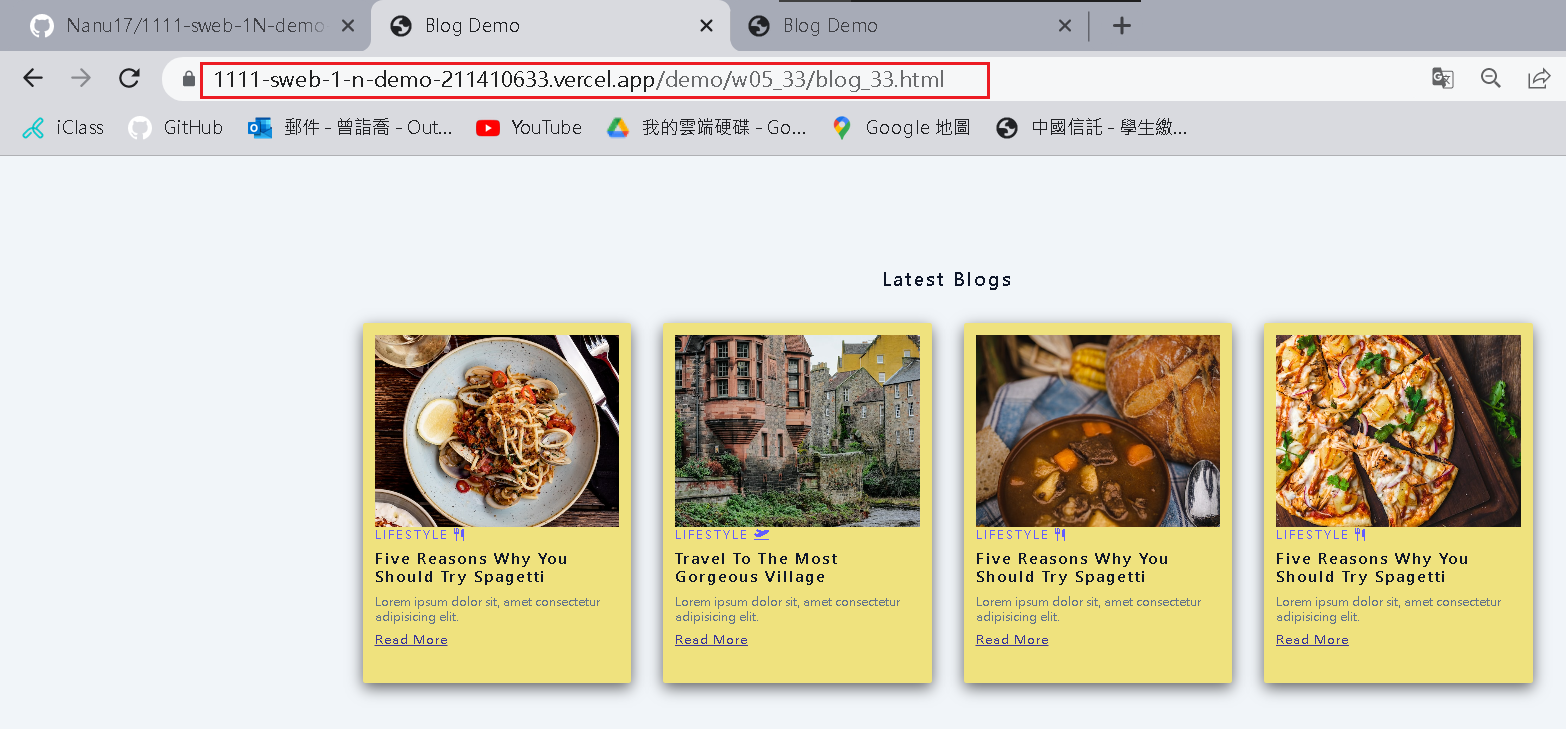 Nanu17/1111-sweb-1N-demo
Blog Demo
Blog Demo
1111-sweb-1-n-demo-211410633.vercel.app/demo/w05_33/blog_33.html
iClass
GitHub
郵件 - 曾詣喬 - Out...
YouTube
我的雲端硬碟 - Go...
Google 地圖
中國信託 - 學生繳...
Latest Blogs
LIFESTYLE
Five Reasons Why You
Should Try Spagetti
Lorem ipsum dolor sit, amet consectetur
adipisicing elit.
Read More
LIFESTYLE
Travel To The Most
Gorgeous Village
Lorem ipsum dolor sit, amet consectetur
adipisicing elit.
Read More
LIFESTYLE
Five Reasons Why You
Should Try Spagetti
Lorem ipsum dolor sit, amet consectetur
adipisicing elit.
Read More
LIFESTYLE
Five Reasons Why You
Should Try Spagetti
Lorem ipsum dolor sit, amet consectetur
adipisicing elit.
Read More